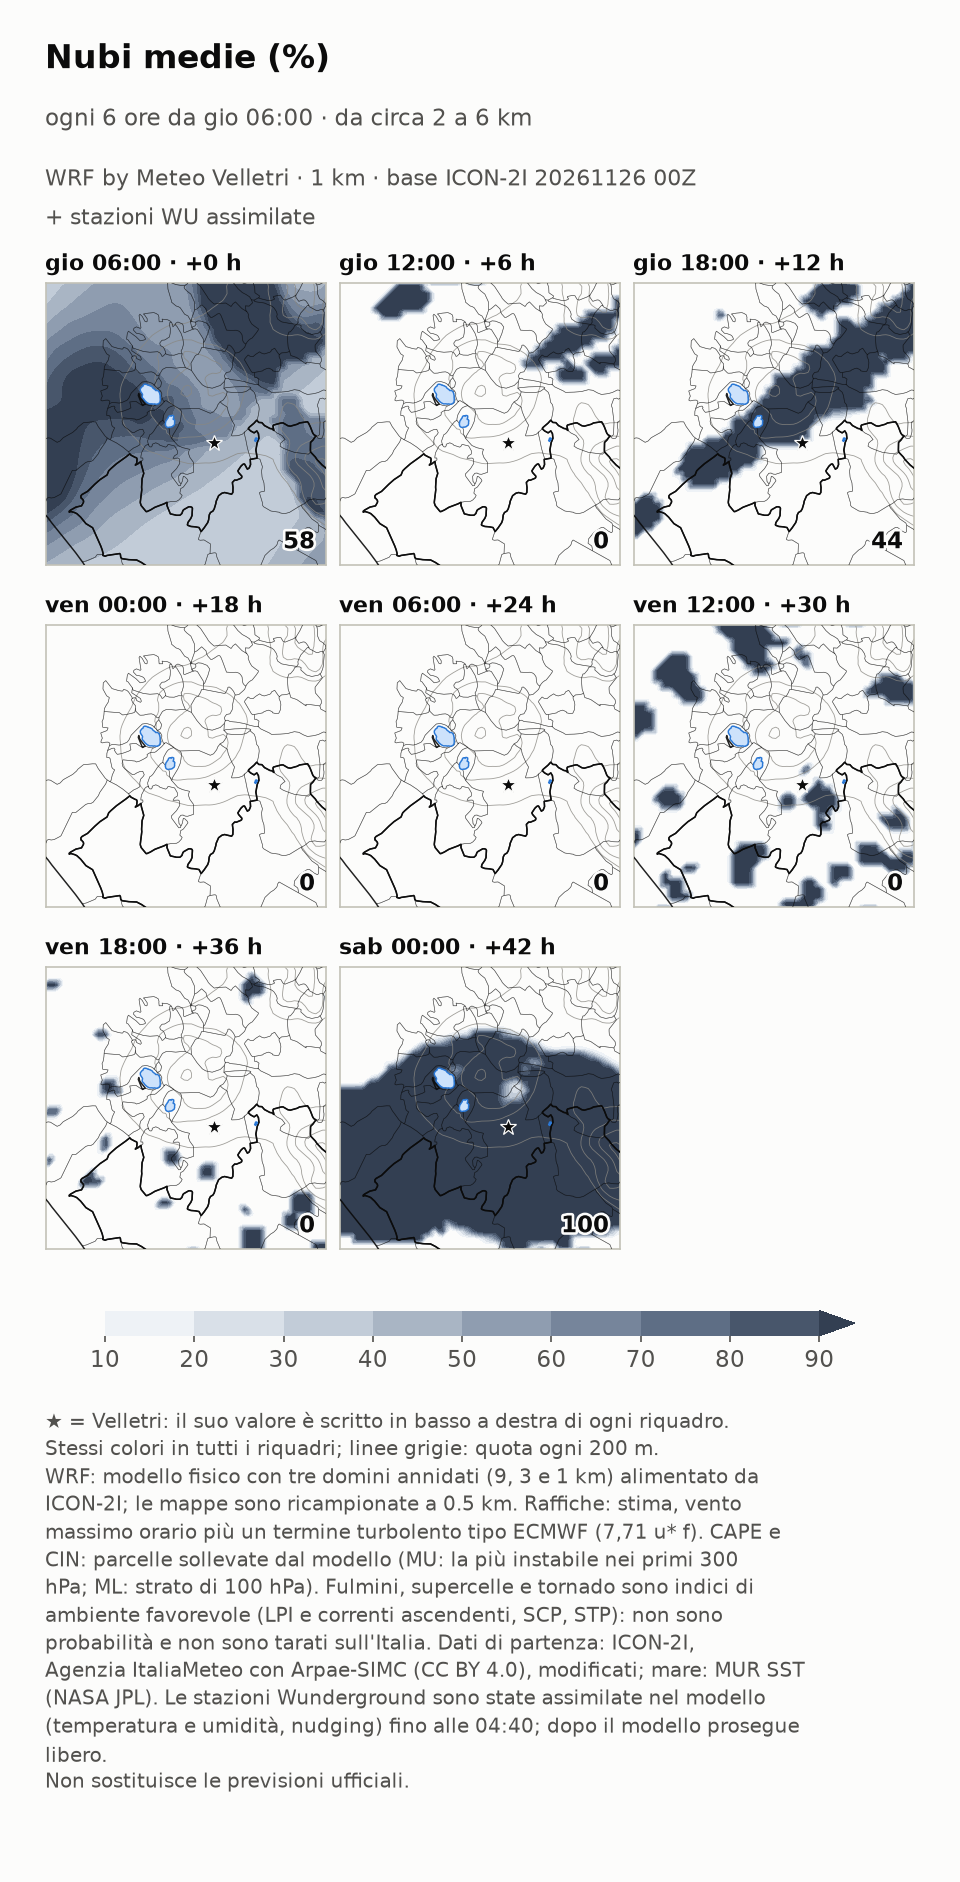 Nubi medie (%)
ogni 6 ore da gio 06:00 · da circa 2 a 6 km
WRF by Meteo Velletri · 1 km · base ICON-2I 20261126 00Z
+ stazioni WU assimilate
gio 06:00 · +0 h
gio 12:00 · +6 h
gio 18:00 · +12 h
58
0
44
ven 00:00 · +18 h
ven 06:00 · +24 h
ven 12:00 · +30 h
0
0
0
ven 18:00 · +36 h
sab 00:00 · +42 h
0
100
10 20 30 40 50 60 70 80 90
★ = Velletri: il suo valore è scritto in basso a destra di ogni riquadro.
Stessi colori in tutti i riquadri; linee grigie: quota ogni 200 m.
WRF: modello fisico con tre domini annidati (9, 3 e 1 km) alimentato da
ICON-2I; le mappe sono ricampionate a 0.5 km. Raffiche: stima, vento
massimo orario più un termine turbolento tipo ECMWF (7,71 u* f). CAPE e
CIN: parcelle sollevate dal modello (MU: la più instabile nei primi 300
hPa; ML: strato di 100 hPa). Fulmini, supercelle e tornado sono indici di
ambiente favorevole (LPI e correnti ascendenti, SCP, STP): non sono
probabilità e non sono tarati sull'Italia. Dati di partenza: ICON-2I,
Agenzia ItaliaMeteo con Arpae-SIMC (CC BY 4.0), modificati; mare: MUR SST
(NASA JPL). Le stazioni Wunderground sono state assimilate nel modello
(temperatura e umidità, nudging) fino alle 04:40; dopo il modello prosegue
libero.
Non sostituisce le previsioni ufficiali.